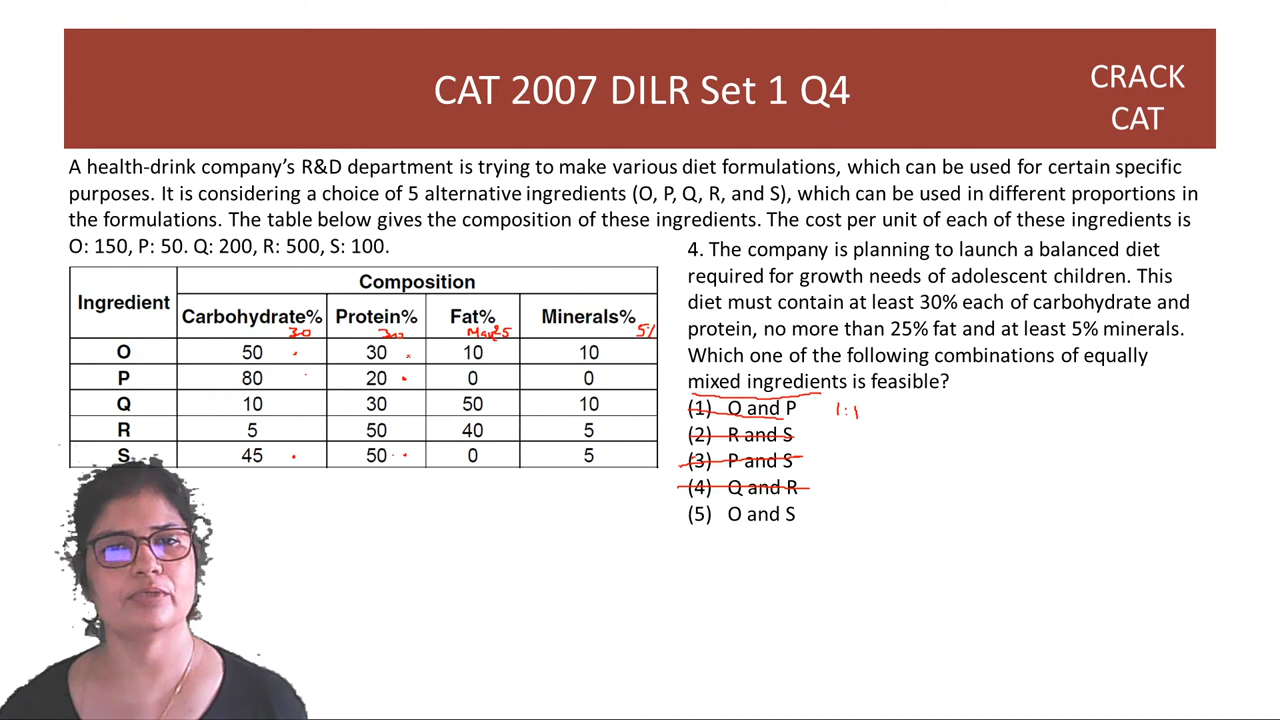 CAT 2007 DILR Set 1 Q4
CRACK
CAT
A health-drink company's R&D department is trying to make various diet formulations, which can be used for certain specific
purposes. It is considering a choice of 5 alternative ingredients (O, P, Q, R, and S), which can be used in different proportions in
the formulations. The table below gives the composition of these ingredients. The cost per unit of each of these ingredients is
O: 150, P: 50. Q: 200, R: 500, S: 100.
Ingredient
Composition
Carbohydrate% Protein% Fat% Minerals%
30 Max 25 5%
O 50 30 10 10
P 80 20 0 0
Q 10 30 50 10
R 5 50 40 5
S 45 50 0 5
4. The company is planning to launch a balanced diet
required for growth needs of adolescent children. This
diet must contain at least 30% each of carbohydrate and
protein, no more than 25% fat and at least 5% minerals.
Which one of the following combinations of equally
mixed ingredients is feasible?
(1) O and P 1:1
(2) R and S
(3) P and S
(4) Q and R
(5) O and S